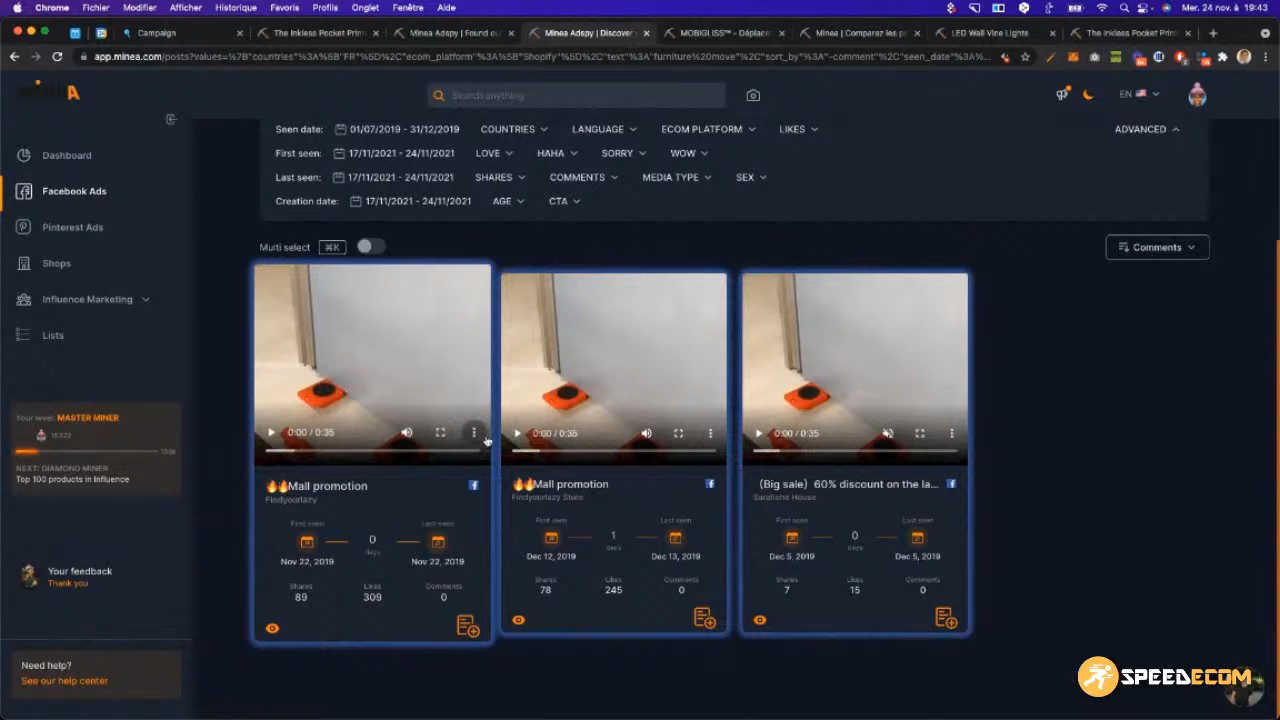 Chrome Fichier Modifier Afficher Historique Favoris Profils Onglet Fenêtre Aide Mer. 24 nov. à 19:43
Campaign × The Inkless Pocket Print × Minea Adspy | Found ou × Minea Adspy | Discover × MOBIGLISS™ - Déplace × Minea | Comparez les p × LED Wall Vine Lights × The Inkless Pocket Print × +
app.minea.com/posts?values=%7B"countries"%3A%5B"FR"%5D%2C"ecom_platform"%3A%5B"Shopify"%5D%2C"text"%3A"furniture%20move"%2C"sort_by"%3A"-comment"%2C"seen_date"%3A%...
Search anything
EN
Seen date: 01/07/2019 - 31/12/2019 COUNTRIES LANGUAGE ECOM PLATFORM LIKES ADVANCED
First seen: 17/11/2021 - 24/11/2021 LOVE HAHA SORRY WOW
Last seen: 17/11/2021 - 24/11/2021 SHARES COMMENTS MEDIA TYPE SEX
Creation date: 17/11/2021 - 24/11/2021 AGE CTA
Dashboard
Facebook Ads
Pinterest Ads
Shops
Influence Marketing
Lists
Your level: MASTER MINER
15322
NEXT: DIAMOND MINER
Top 100 products in Influence
Your feedback
Thank you
Need help?
See our help center
Multi select ⌘K Comments
0:00 / 0:35
🔥🔥Mall promotion
Findyourlazy
First seen Last seen
0
days
Nov 22, 2019 Nov 22, 2019
Shares Likes Comments
89 309 0
0:00 / 0:35
🔥🔥Mall promotion
Findyourlazy Store
First seen Last seen
1
days
Dec 12, 2019 Dec 13, 2019
Shares Likes Comments
78 245 0
0:00 / 0:35
（Big sale）60% discount on the la...
Sarahone House
First seen Last seen
0
days
Dec 5, 2019 Dec 5, 2019
Shares Likes Comments
7 15 0
SPEEDECOM